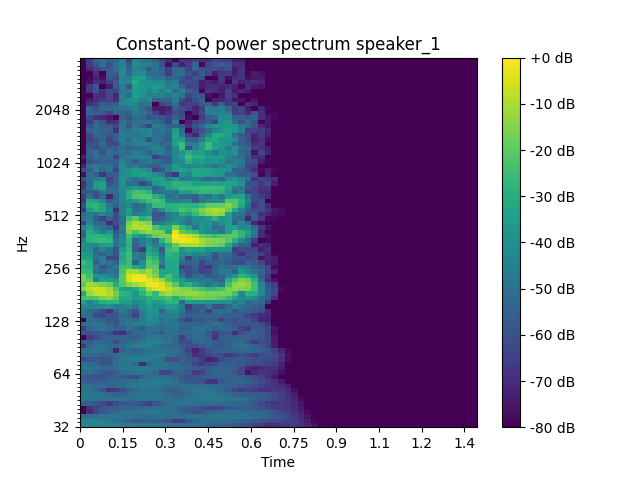 Constant-Q power spectrum speaker_1
Hz
2048
1024
512
256
128
64
32
0 0.15 0.3 0.45 0.6 0.75 0.9 1.1 1.2 1.4
Time
+0 dB
-10 dB
-20 dB
-30 dB
-40 dB
-50 dB
-60 dB
-70 dB
-80 dB